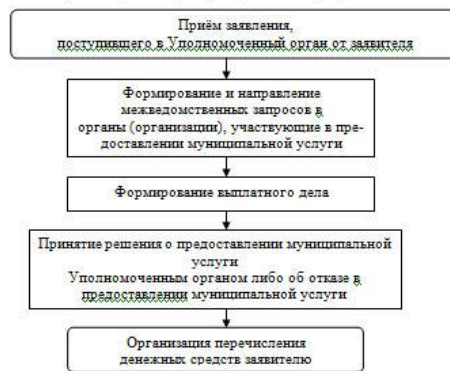 Приём заявления,
поступившего в Уполномоченный орган от заявителя
Формирование и направление
межведомственных запросов в
органы (организации), участвующие в пре-
доставлении муниципальной услуги
Формирование выплатного дела
Принятие решения о предоставлении муниципальной
услуги
Уполномоченным органом либо об отказе в
предоставлении муниципальной услуги
Организация перечисления
денежных средств заявителю